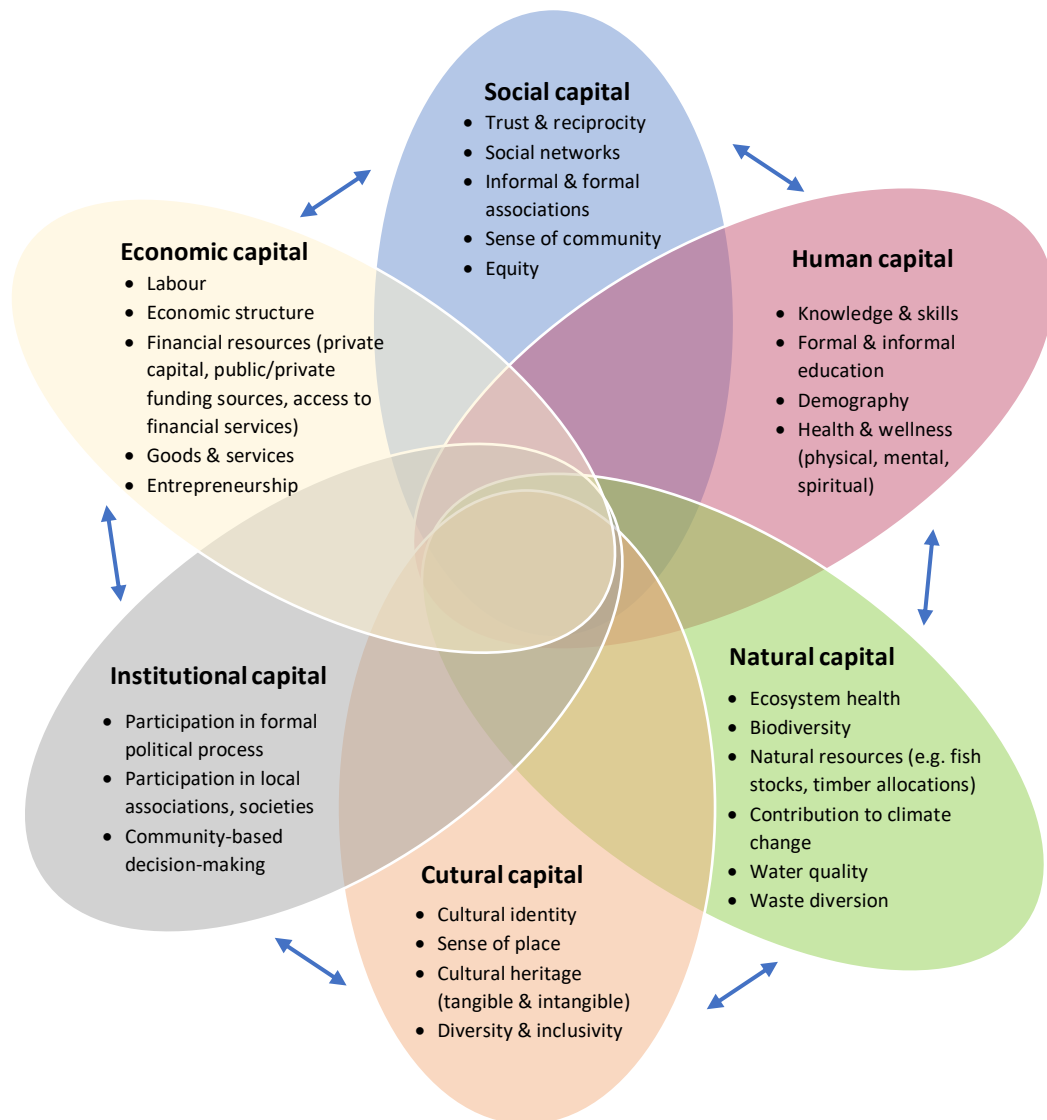 Social capital
• Trust & reciprocity
• Social networks
• Informal & formal
associations
• Sense of community
• Equity
Economic capital
• Labour
• Economic structure
• Financial resources (private
capital, public/private
funding sources, access to
financial services)
• Goods & services
• Entrepreneurship
Human capital
• Knowledge & skills
• Formal & informal
education
• Demography
• Health & wellness
(physical, mental,
spiritual)
Institutional capital
• Participation in formal
political process
• Participation in local
associations, societies
• Community-based
decision-making
Natural capital
• Ecosystem health
• Biodiversity
• Natural resources (e.g. fish
stocks, timber allocations)
• Contribution to climate
change
• Water quality
• Waste diversion
Cutural capital
• Cultural identity
• Sense of place
• Cultural heritage
(tangible & intangible)
• Diversity & inclusivity